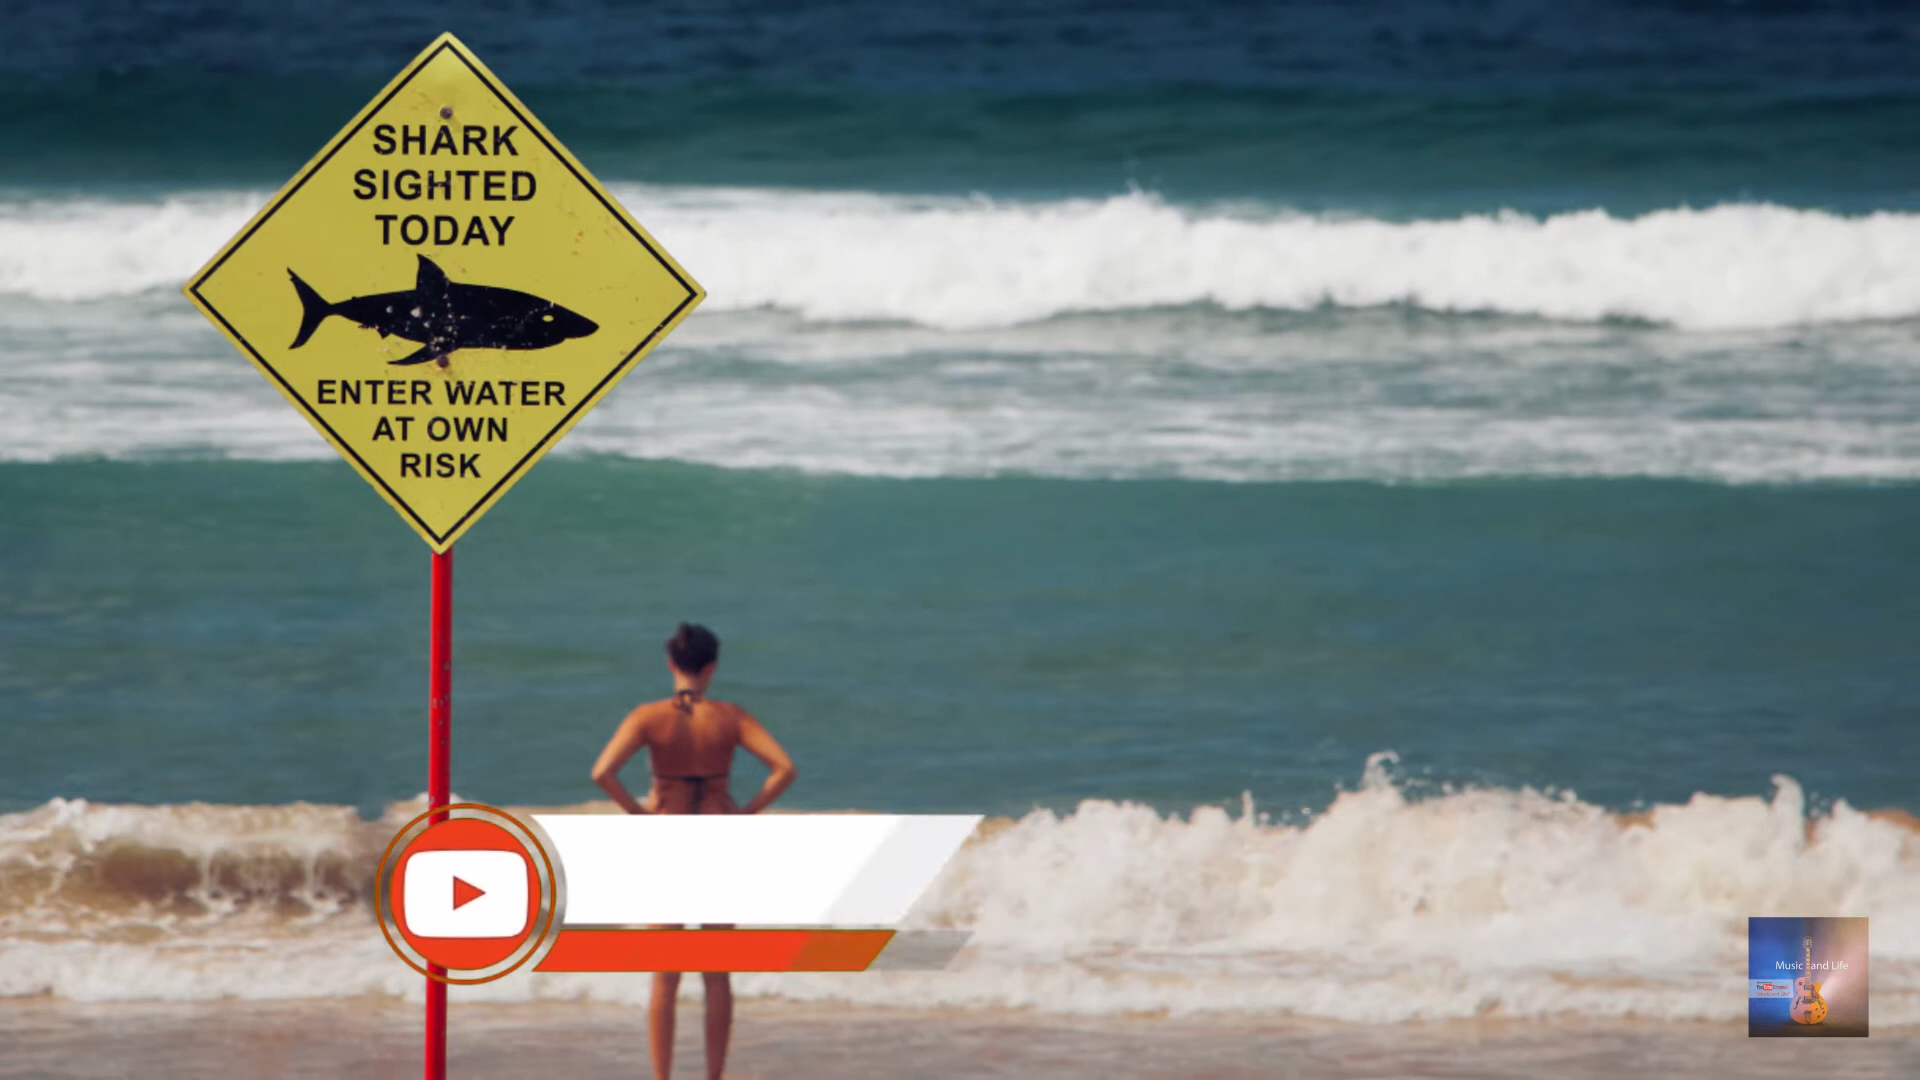 SHARK
SIGHTED
TODAY
ENTER WATER
AT OWN
RISK
Music and Life